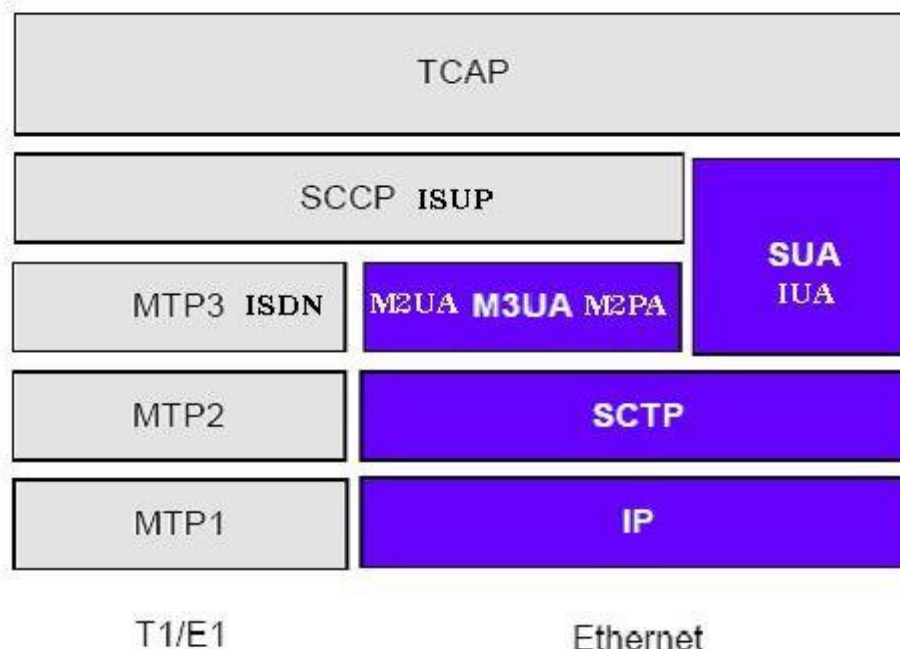 TCAP
SCCP ISUP
SUA
IUA
MTP3 ISDN
M2UA M3UA M2PA
MTP2
SCTP
MTP1
IP
T1/E1
Ethernet